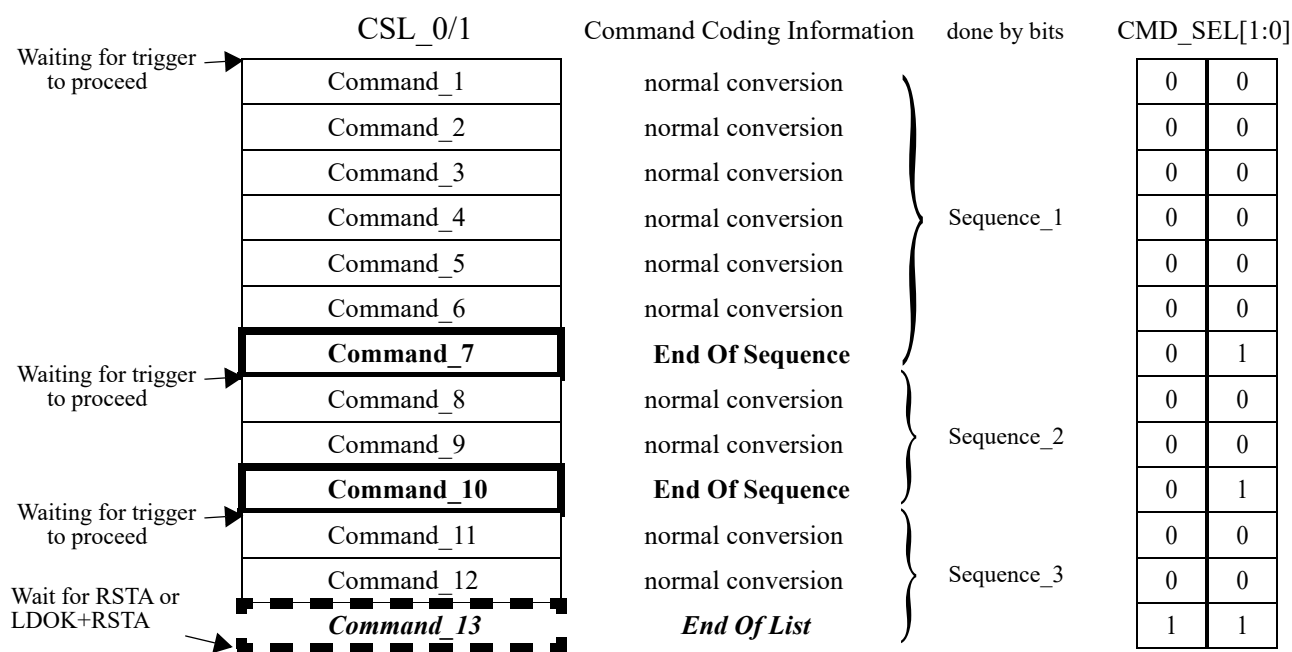 CSL_0/1 Command Coding Information done by bits CMD_SEL[1:0]
Waiting for trigger
to proceed
Command_1 normal conversion 0 0
Command_2 normal conversion 0 0
Command_3 normal conversion 0 0
Command_4 normal conversion Sequence_1 0 0
Command_5 normal conversion 0 0
Command_6 normal conversion 0 0
Command_7 End Of Sequence 0 1
Waiting for trigger
to proceed
Command_8 normal conversion 0 0
Command_9 normal conversion Sequence_2 0 0
Command_10 End Of Sequence 0 1
Waiting for trigger
to proceed
Command_11 normal conversion 0 0
Command_12 normal conversion Sequence_3 0 0
Wait for RSTA or
LDOK+RSTA
Command_13 End Of List 1 1